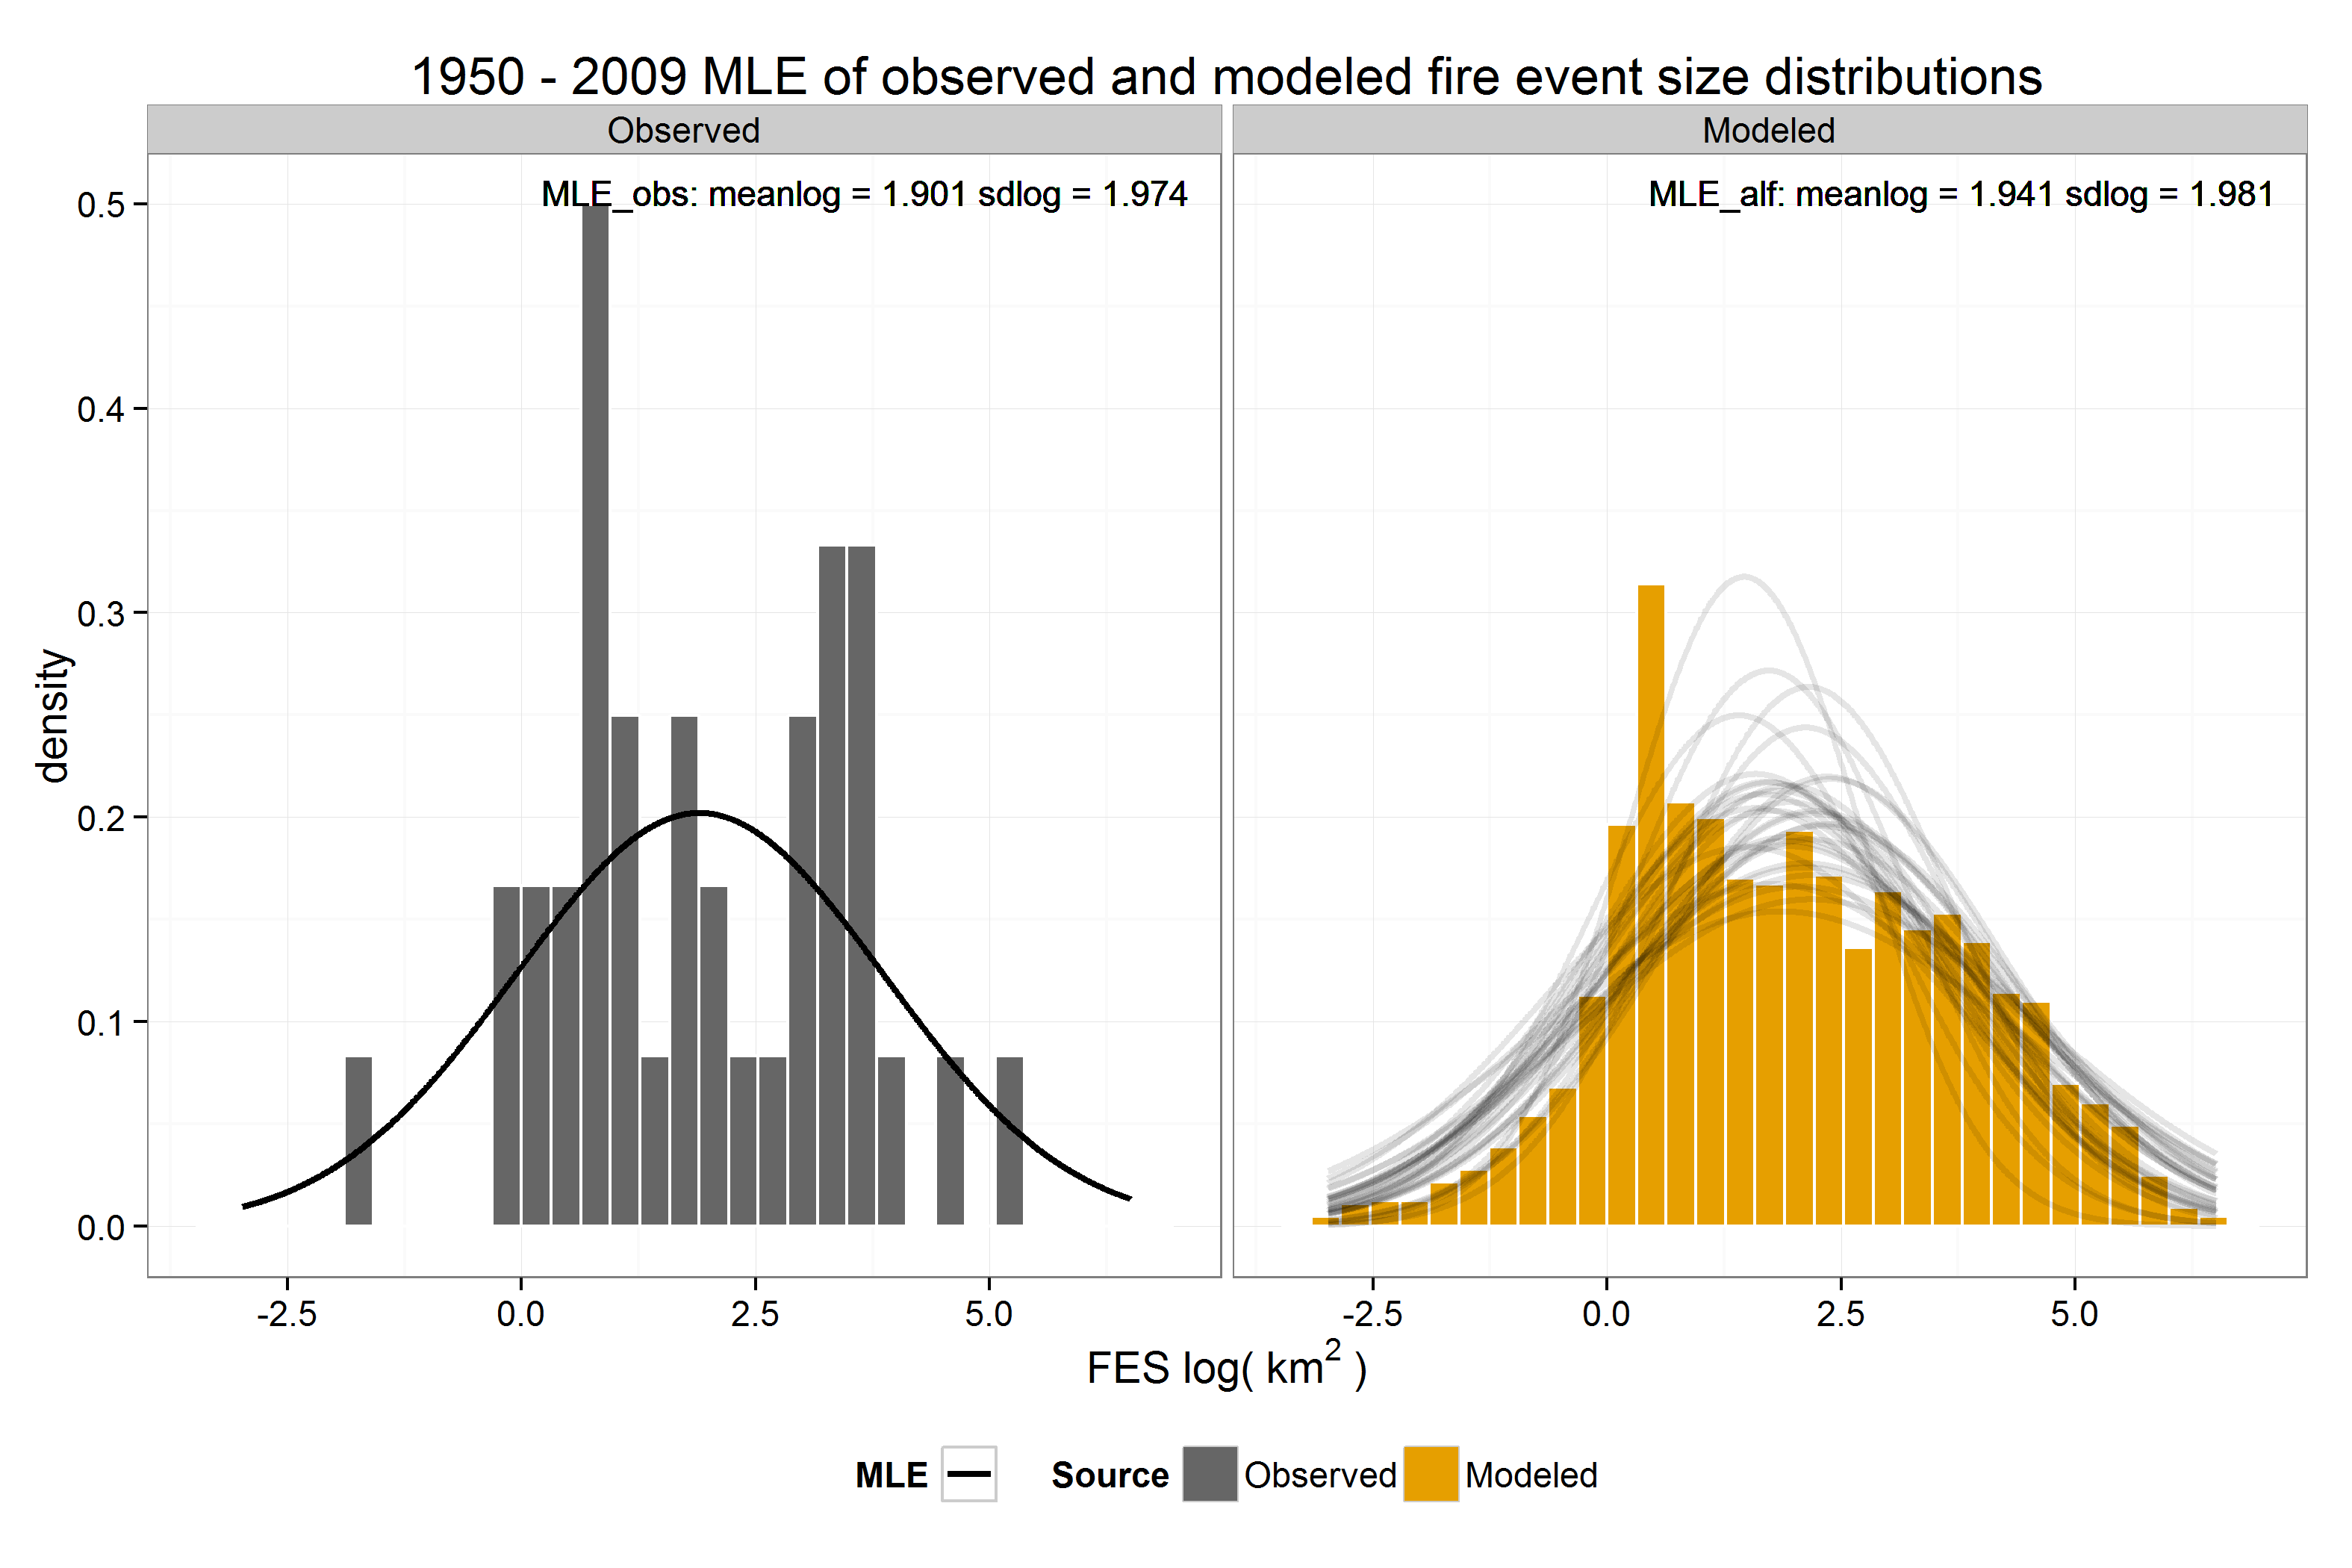 1950 - 2009 MLE of observed and modeled fire event size distributions
Observed
Modeled
MLE_obs: meanlog = 1.901 sdlog = 1.974
MLE_alf: meanlog = 1.941 sdlog = 1.981
0.5
0.4
0.3
0.2
0.1
0.0
density
-2.5 0.0 2.5 5.0
-2.5 0.0 2.5 5.0
FES log( km² )
MLE Source Observed Modeled